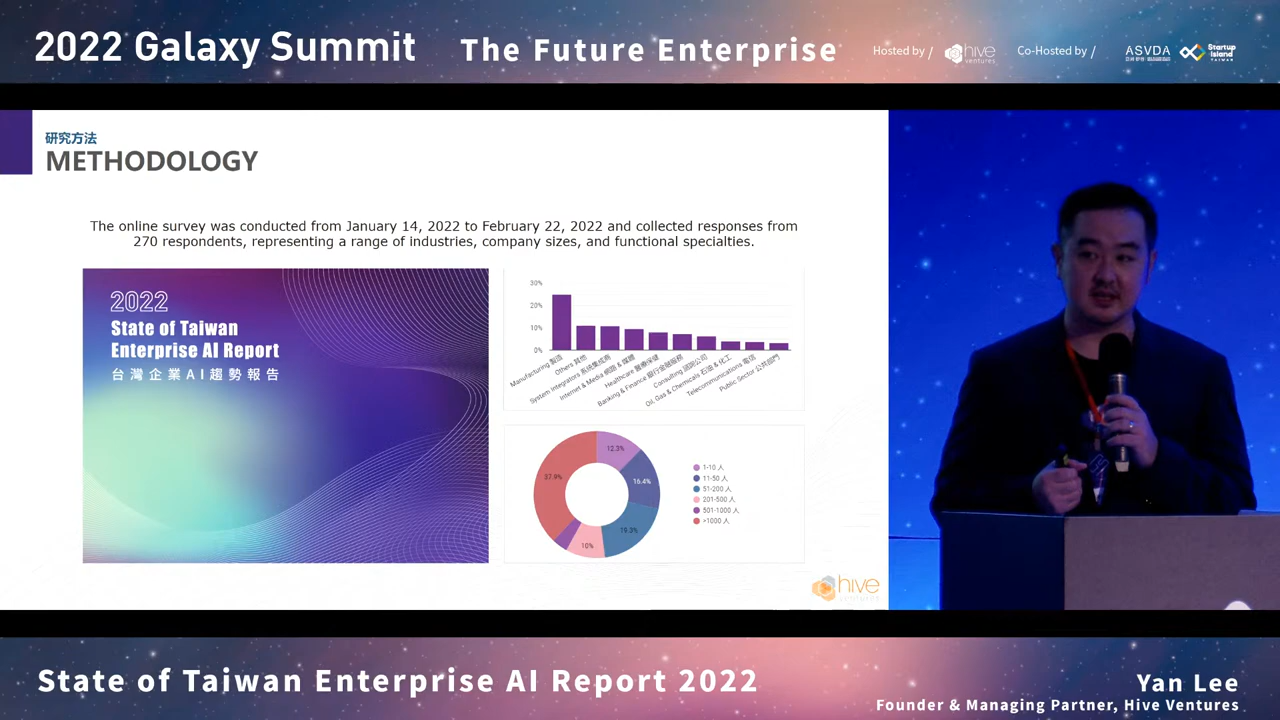 2022 Galaxy Summit
The Future Enterprise
Hosted by /
hive
ventures
Co-Hosted by /
ASVDA
Startup
Island
TAIWAN
研究方法
METHODOLOGY
The online survey was conducted from January 14, 2022 to February 22, 2022 and collected responses from
270 respondents, representing a range of industries, company sizes, and functional specialties.
2022
State of Taiwan
Enterprise AI Report
台灣企業AI趨勢報告
30%
20%
10%
0%
Manufacturing 製造
Others 其他
System Integrators 系統集成商
Internet & Media 網路 & 媒體
Healthcare 醫療保健
Banking & Finance 銀行金融服務
Consulting 諮詢公司
Oil, Gas & Chemicals 石油 & 化工
Telecommunications 電信
Public Sector 公共部門
12.3%
16.4%
19.3%
10%
37.9%
1-10 人
11-50 人
51-200 人
201-500 人
501-1000 人
>1000 人
hive
ventures
State of Taiwan Enterprise AI Report 2022
Yan Lee
Founder & Managing Partner, Hive Ventures